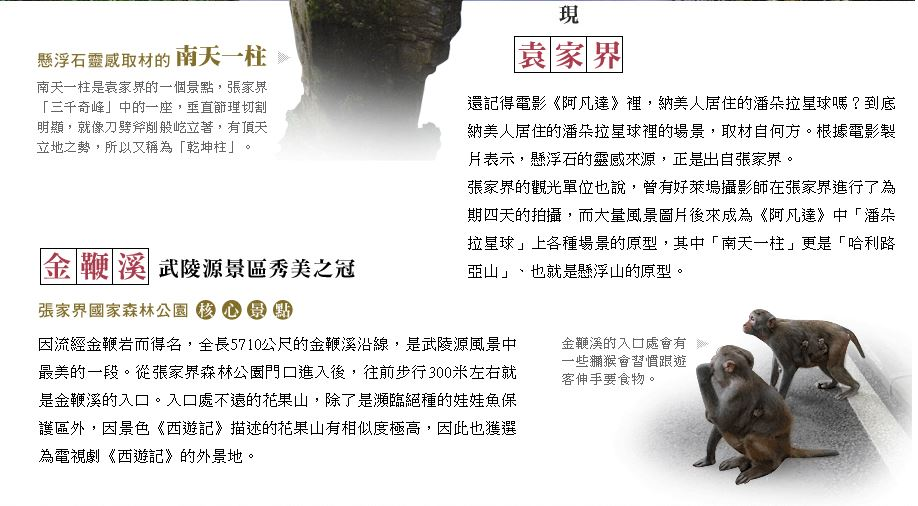 現
懸浮石靈感取材的 南天一柱
南天一柱是袁家界的一個景點，張家界
「三千奇峰」中的一座，垂直節理切割
明顯，就像刀劈斧削般屹立著，有頂天
立地之勢，所以又稱為「乾坤柱」。
袁家界
還記得電影《阿凡達》裡，納美人居住的潘朵拉星球嗎？到底
納美人居住的潘朵拉星球裡的場景，取材自何方。根據電影製
片表示，懸浮石的靈感來源，正是出自張家界。
張家界的觀光單位也說，曾有好萊塢攝影師在張家界進行了為
期四天的拍攝，而大量風景圖片後來成為《阿凡達》中「潘朵
拉星球」上各種場景的原型，其中「南天一柱」更是「哈利路
亞山」、也就是懸浮山的原型。
金鞭溪 武陵源景區秀美之冠
張家界國家森林公園 核心景點
因流經金鞭岩而得名，全長5710公尺的金鞭溪沿線，是武陵源風景中
最美的一段。從張家界森林公園門口進入後，往前步行300米左右就
是金鞭溪的入口。入口處不遠的花果山，除了是瀕臨絕種的娃娃魚保
護區外，因景色《西遊記》描述的花果山有相似度極高，因此也獲選
為電視劇《西遊記》的外景地。
金鞭溪的入口處會有
一些獼猴會習慣跟遊
客伸手要食物。